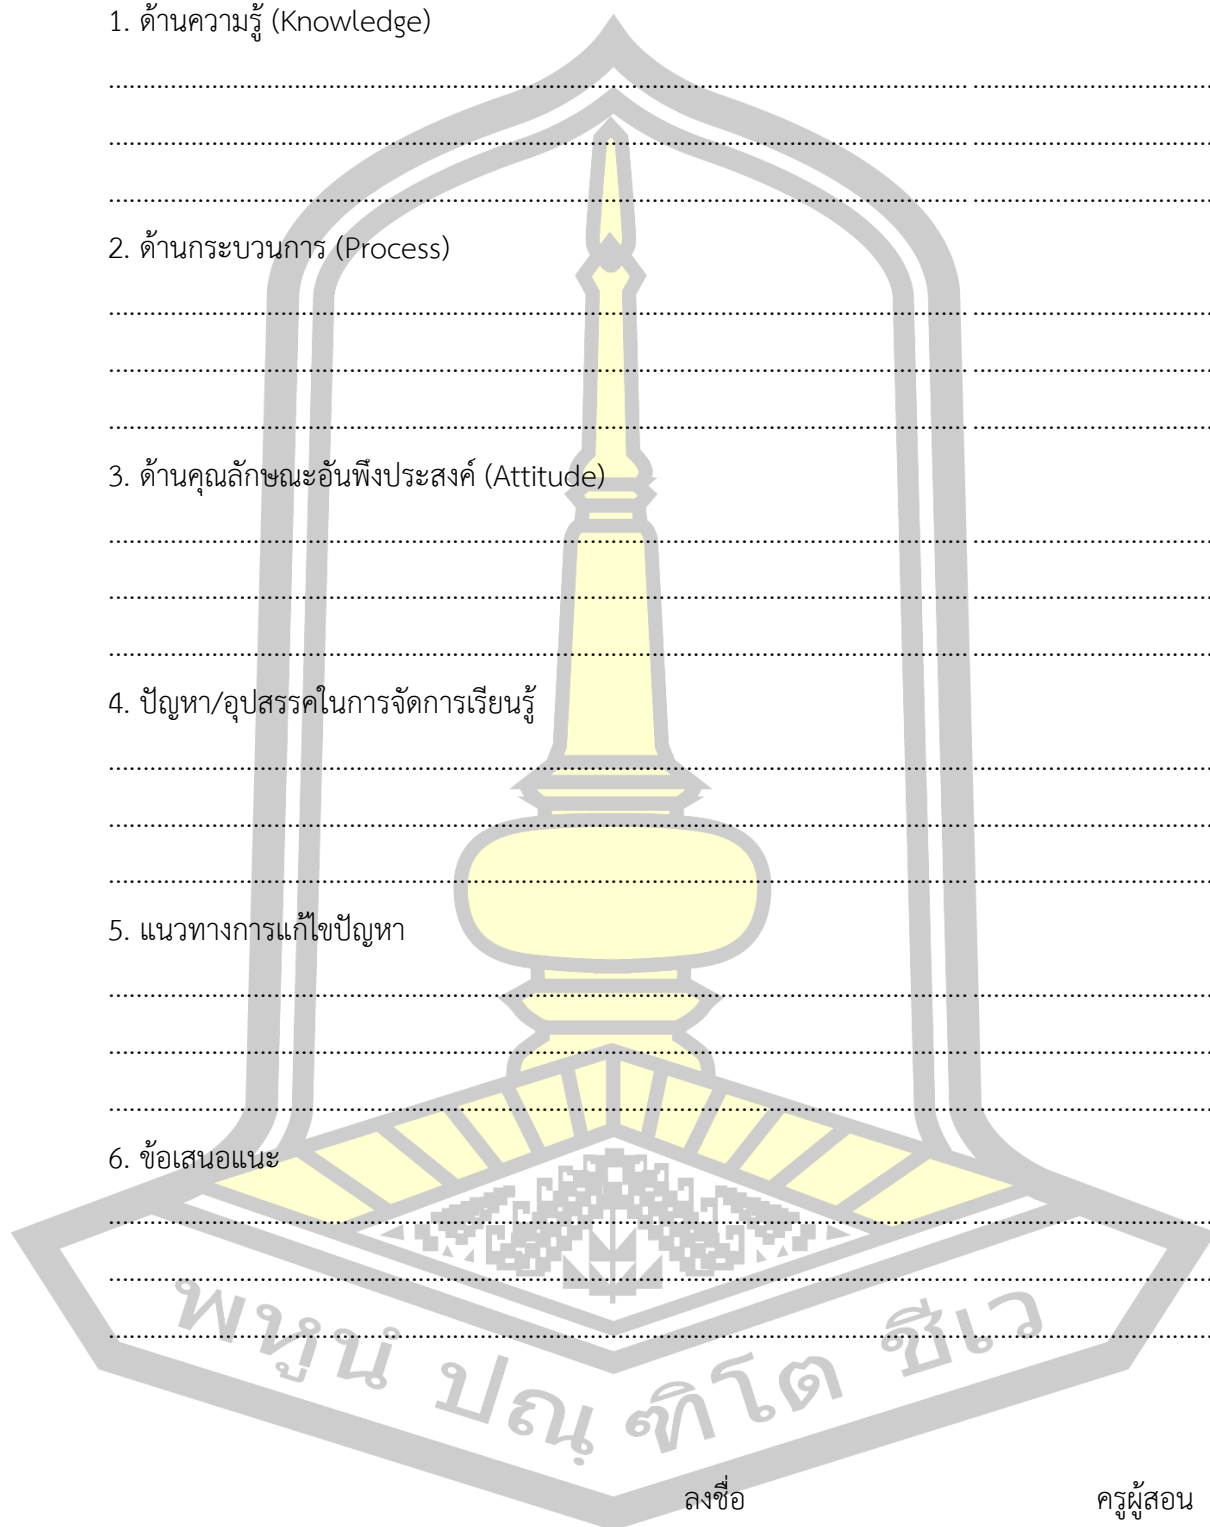 1. ด้านความรู้ (Knowledge)
........................................................................................................................................................
........................................................................................................................................................
........................................................................................................................................................
2. ด้านกระบวนการ (Process)
........................................................................................................................................................
........................................................................................................................................................
........................................................................................................................................................
3. ด้านคุณลักษณะอันพึงประสงค์ (Attitude)
........................................................................................................................................................
........................................................................................................................................................
........................................................................................................................................................
4. ปัญหา/อุปสรรคในการจัดการเรียนรู้
........................................................................................................................................................
........................................................................................................................................................
........................................................................................................................................................
5. แนวทางการแก้ไขปัญหา
........................................................................................................................................................
........................................................................................................................................................
........................................................................................................................................................
6. ข้อเสนอแนะ
........................................................................................................................................................
........................................................................................................................................................
........................................................................................................................................................
พหูนํ ปณฺฑิโต ชีเว
ลงชื่อ ครูผู้สอน